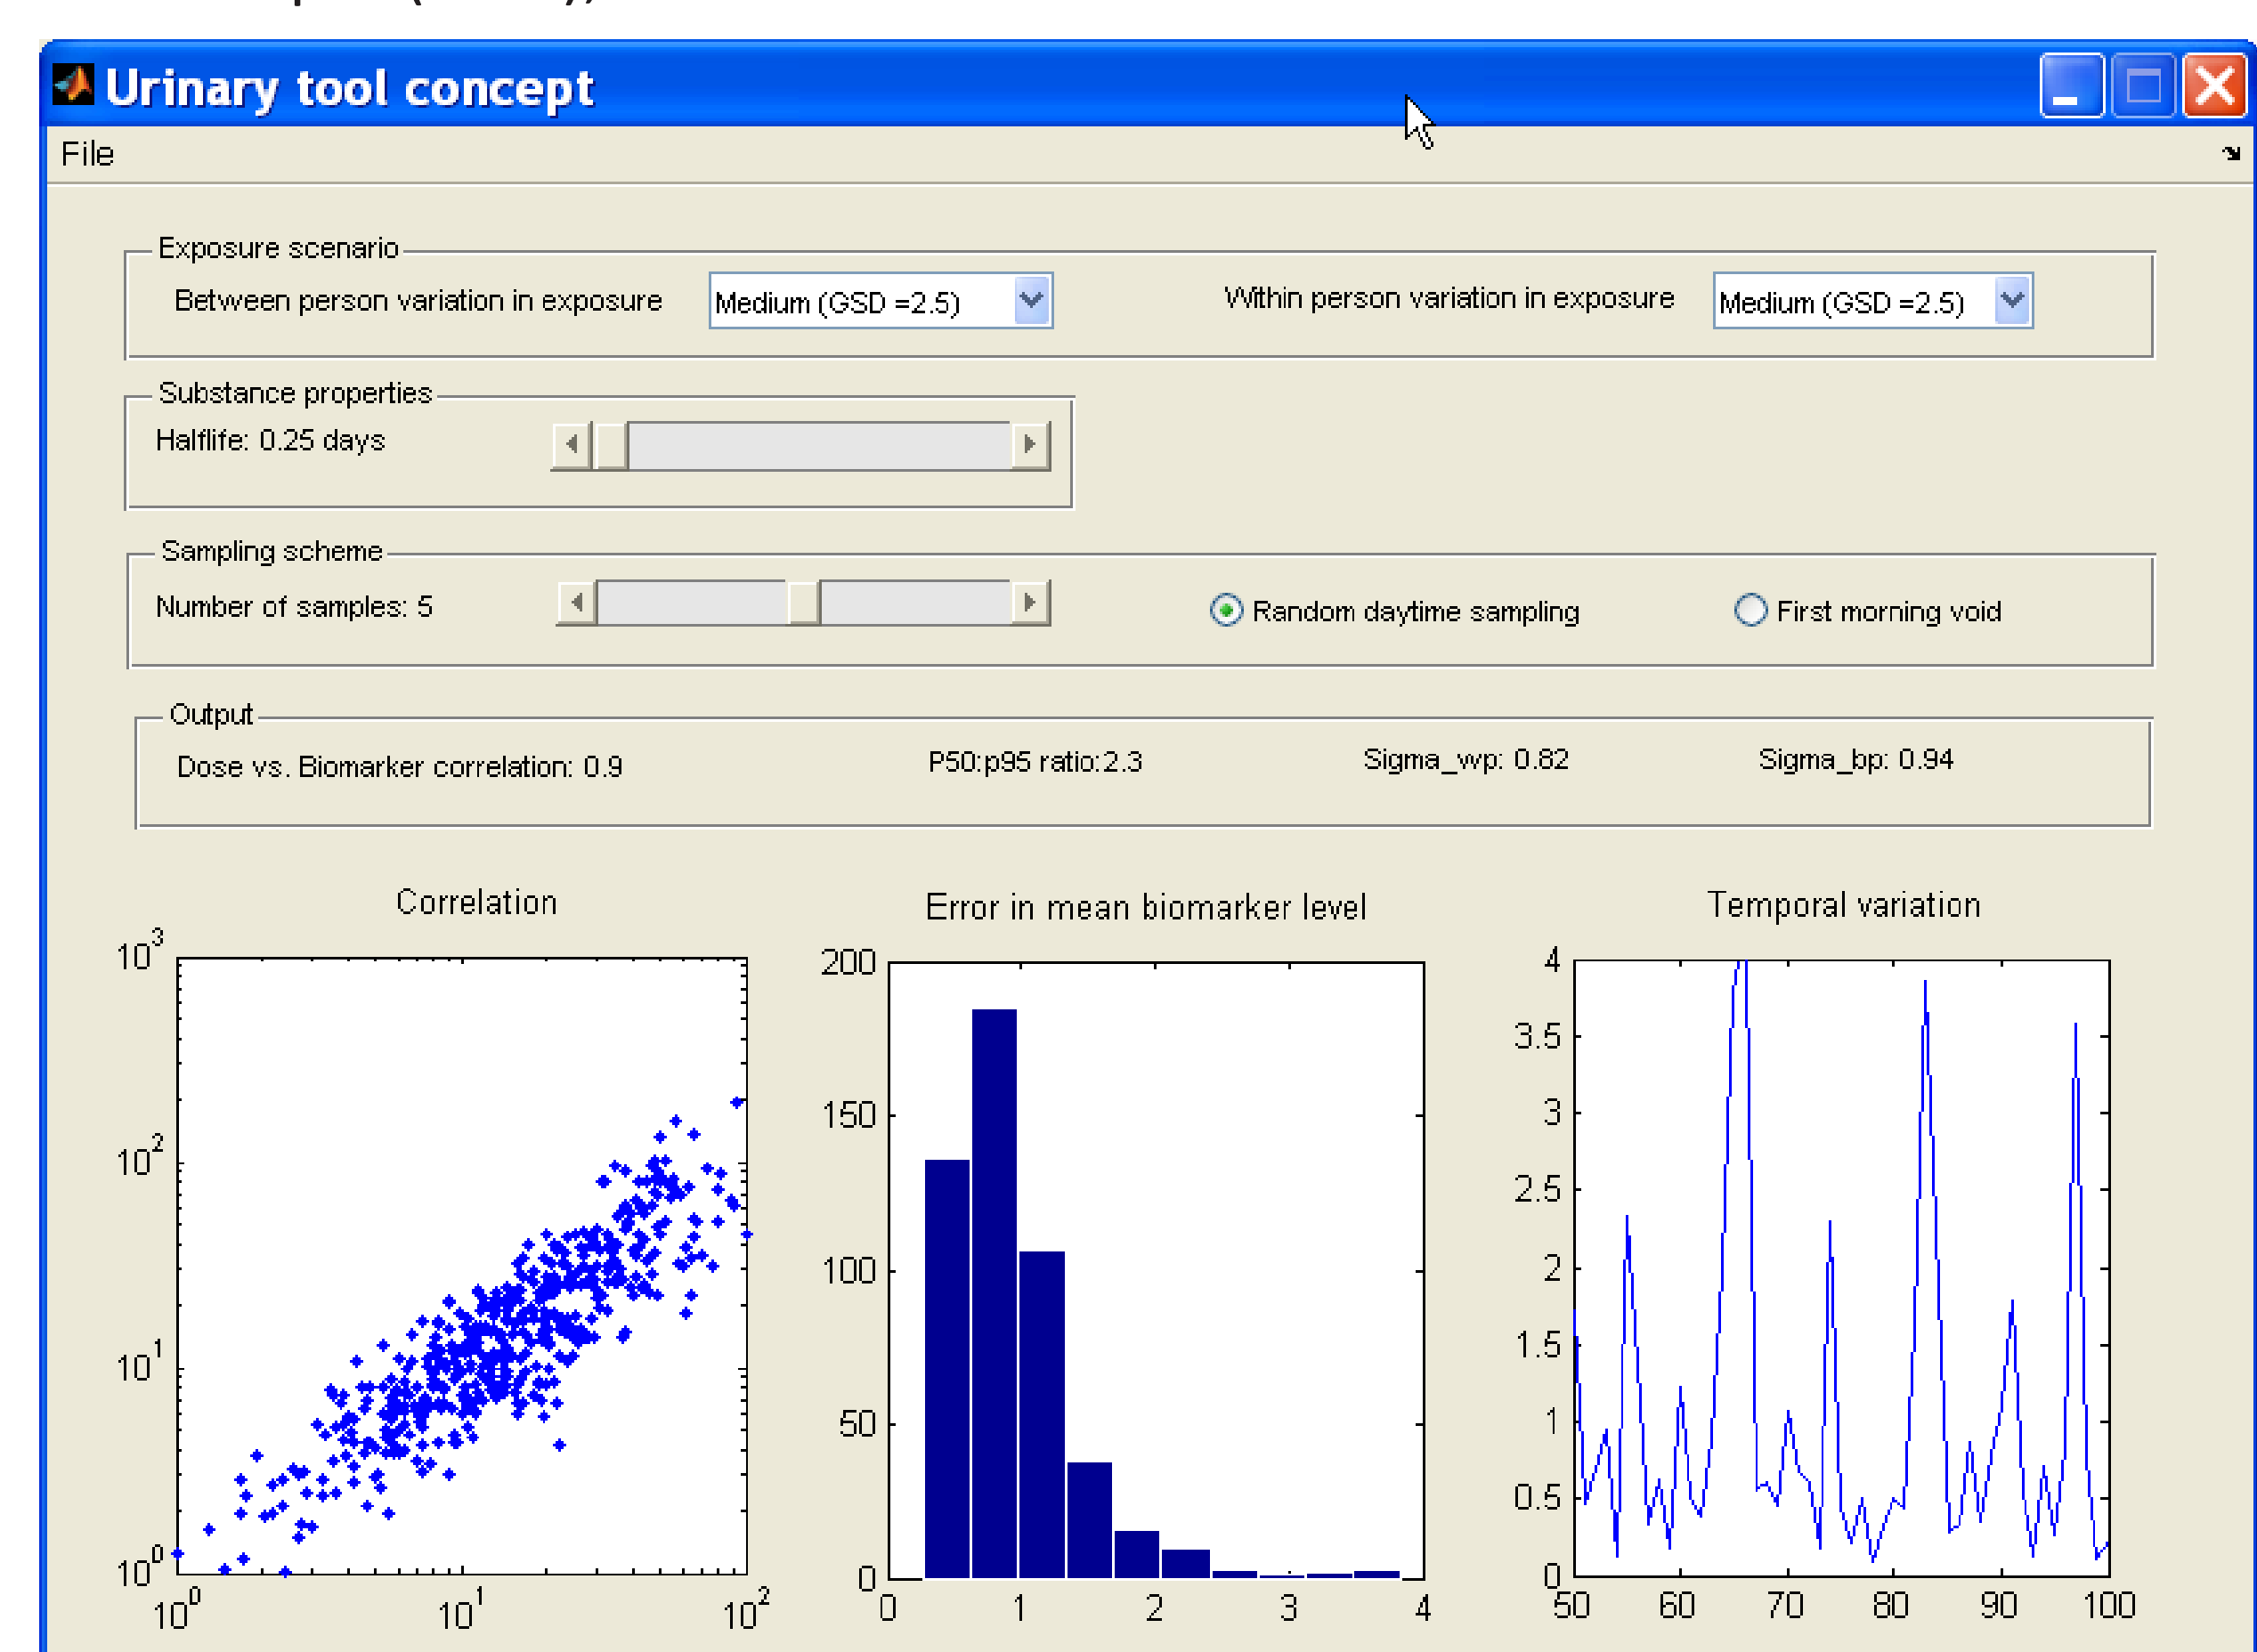 Urinary tool concept
File
Exposure scenario
Between person variation in exposure Medium (GSD =2.5) Within person variation in exposure Medium (GSD =2.5)
Substance properties
Halflife: 0.25 days
Sampling scheme
Number of samples: 5 Random daytime sampling First morning void
Output
Dose vs. Biomarker correlation: 0.9 P50:p95 ratio:2.3 Sigma_wp: 0.82 Sigma_bp: 0.94
Correlation Error in mean biomarker level Temporal variation
10^3
10^2
10^1
10^0
10^0 10^1 10^2
200
150
100
50
0
0 1 2 3 4
4
3.5
3
2.5
2
1.5
1
0.5
0
50 60 70 80 90 100